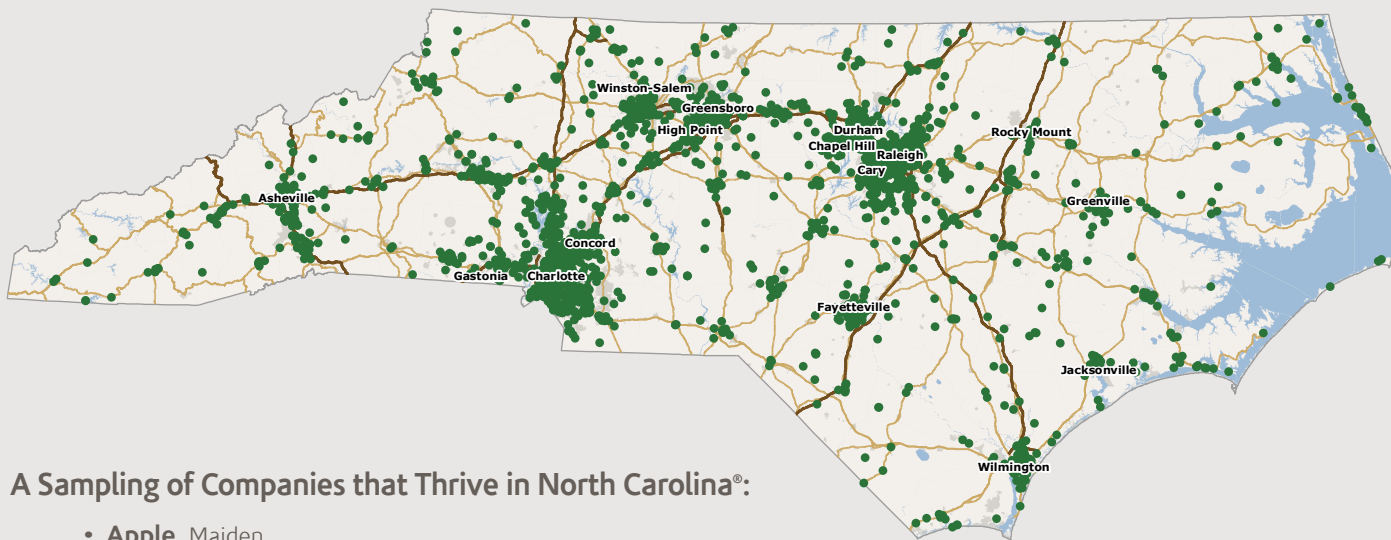 Winston-Salem
Greensboro
High Point
Durham
Chapel Hill
Raleigh
Cary
Rocky Mount
Asheville
Greenville
Concord
Gastonia
Charlotte
Fayetteville
Jacksonville
Wilmington
A Sampling of Companies that Thrive in North Carolina®:
• Apple, Maiden